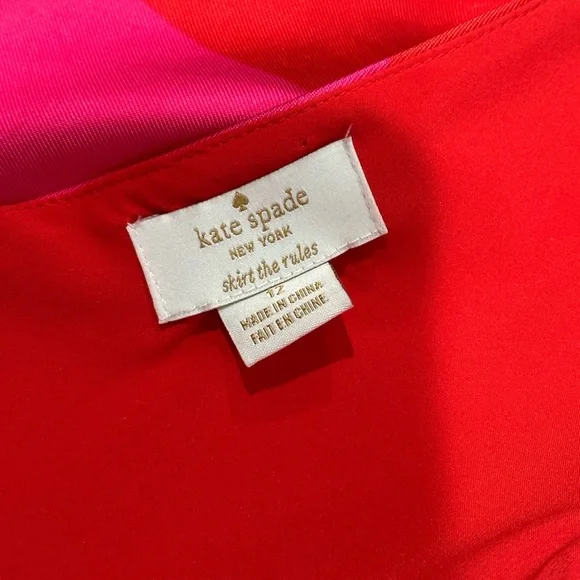 kate spade
NEW YORK
skirt the rules
12
MADE IN CHINA
FAIT EN CHINE